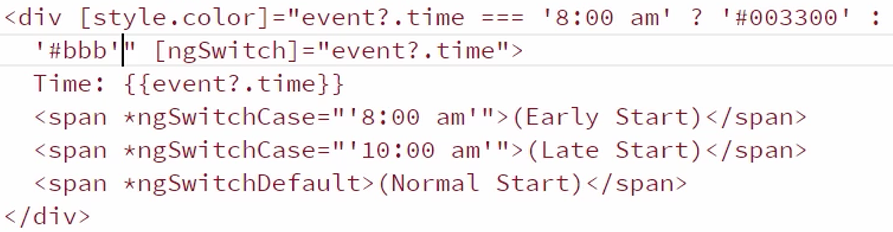 <div [style.color]="event?.time === '8:00 am' ? '#003300' :
'#bbb'" [ngSwitch]="event?.time">
Time: {{event?.time}}
<span *ngSwitchCase="'8:00 am'">(Early Start)</span>
<span *ngSwitchCase="'10:00 am'">(Late Start)</span>
<span *ngSwitchDefault>(Normal Start)</span>
</div>